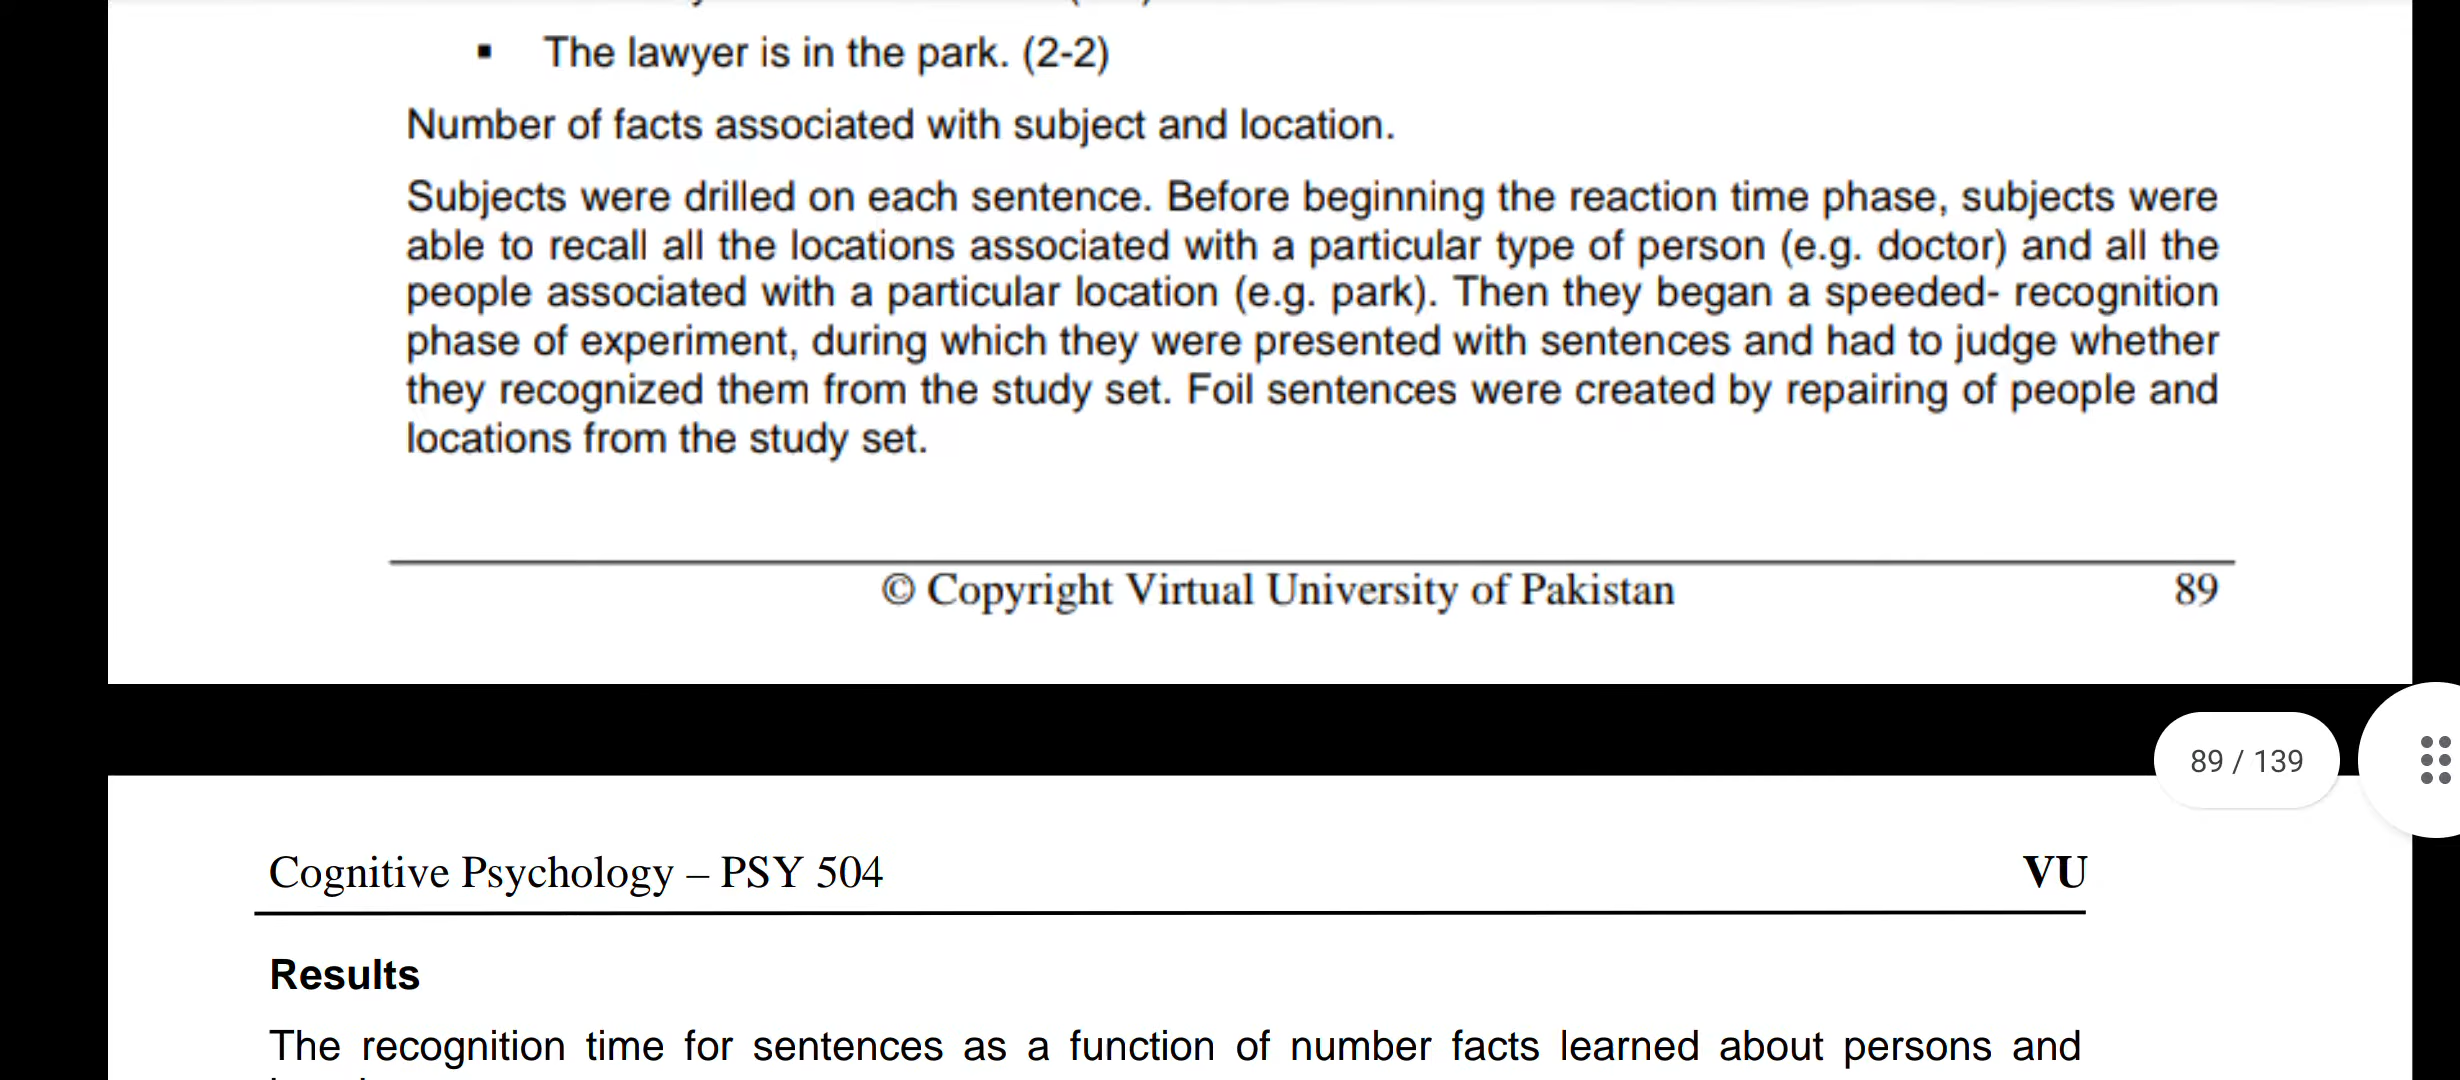 ▪ The lawyer is in the park. (2-2)
Number of facts associated with subject and location.
Subjects were drilled on each sentence. Before beginning the reaction time phase, subjects were
able to recall all the locations associated with a particular type of person (e.g. doctor) and all the
people associated with a particular location (e.g. park). Then they began a speeded- recognition
phase of experiment, during which they were presented with sentences and had to judge whether
they recognized them from the study set. Foil sentences were created by repairing of people and
locations from the study set.
© Copyright Virtual University of Pakistan 89
89 / 139
Cognitive Psychology – PSY 504 VU
Results
The recognition time for sentences as a function of number facts learned about persons and